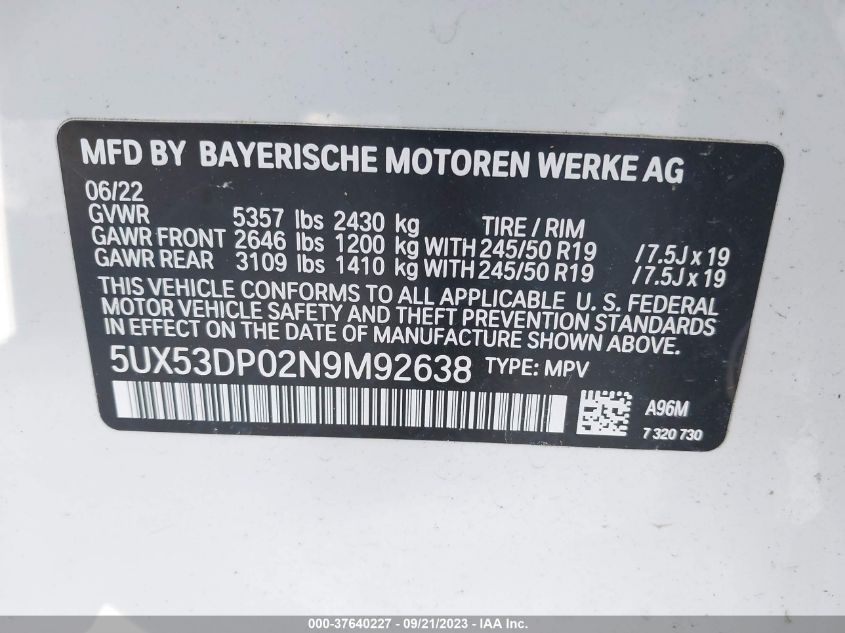 MFD BY BAYERISCHE MOTOREN WERKE AG
06/22
GVWR 5357 lbs 2430 kg TIRE / RIM
GAWR FRONT 2646 lbs 1200 kg WITH 245/50 R19 / 7.5J x 19
GAWR REAR 3109 lbs 1410 kg WITH 245/50 R19 / 7.5J x 19
THIS VEHICLE CONFORMS TO ALL APPLICABLE U. S. FEDERAL
MOTOR VEHICLE SAFETY AND THEFT PREVENTION STANDARDS
IN EFFECT ON THE DATE OF MANUFACTURE SHOWN ABOVE.
5UX53DP02N9M92638 TYPE: MPV
A96M
7 320 730
000-37640227 - 09/21/2023 - IAA Inc.